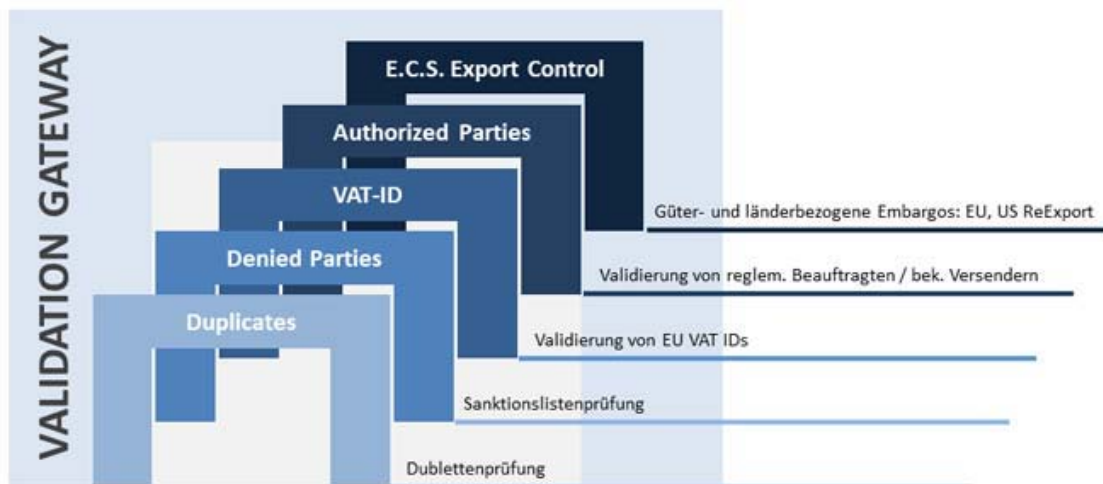 VALIDATION GATEWAY
E.C.S. Export Control
Authorized Parties
VAT-ID
Denied Parties
Duplicates
Güter- und länderbezogene Embargos: EU, US ReExport
Validierung von reglem. Beauftragten / bek. Versendern
Validierung von EU VAT IDs
Sanktionslistenprüfung
Dublettenprüfung